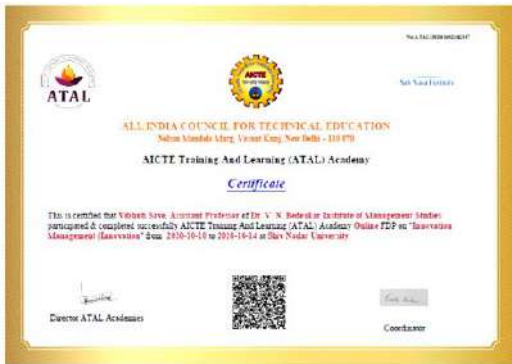 ATAL
AICTE
ALL INDIA COUNCIL FOR TECHNICAL EDUCATION
Nelson Mandela Marg, Vasant Kunj, New Delhi - 110 070
AICTE Training And Learning (ATAL) Academy
Certificate
This is certified that Vibhuti Save, Assistant Professor of Dr. V. N. Bedekar Institute of Management Studies
participated & completed successfully AICTE Training And Learning (ATAL) Academy Online FDP on "Innovation
Management (Innovation" from 2020-10-10 to 2020-10-14 at Shiv Nadar University
Director ATAL Academies
Coordinator